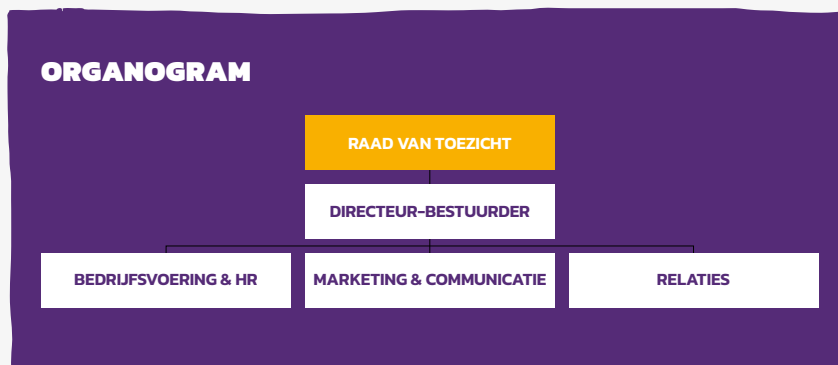 ORGANOGRAM
RAAD VAN TOEZICHT
DIRECTEUR-BESTUURDER
BEDRIJFSVOERING & HR
MARKETING & COMMUNICATIE
RELATIES